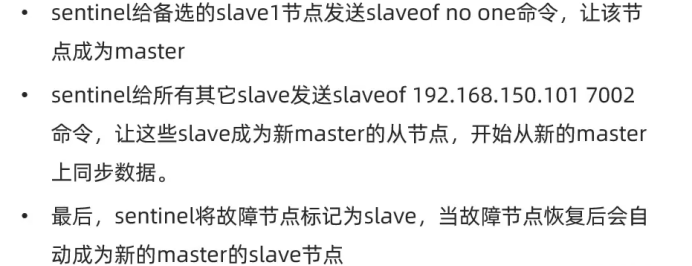 • sentinel给备选的slave1节点发送slaveof no one命令，让该节
点成为master
• sentinel给所有其它slave发送slaveof 192.168.150.101 7002
命令，让这些slave成为新master的从节点，开始从新的master
上同步数据。
• 最后，sentinel将故障节点标记为slave，当故障节点恢复后会自
动成为新的master的slave节点